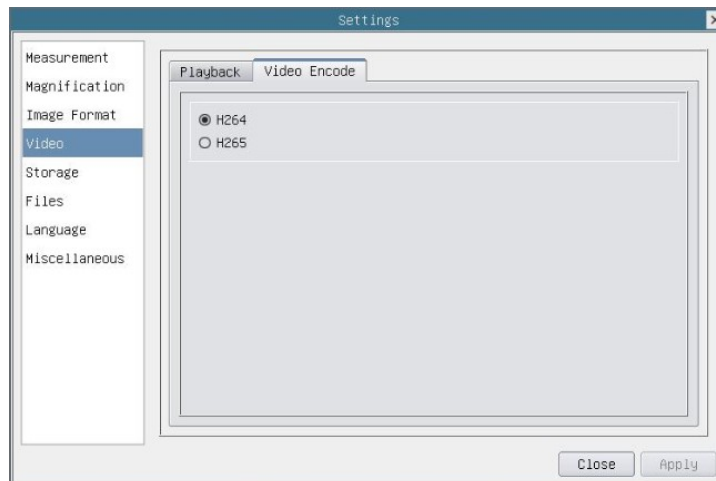 Settings
Measurement
Magnification
Image Format
Video
Storage
Files
Language
Miscellaneous
Playback
Video Encode
H264
H265
Close
Apply